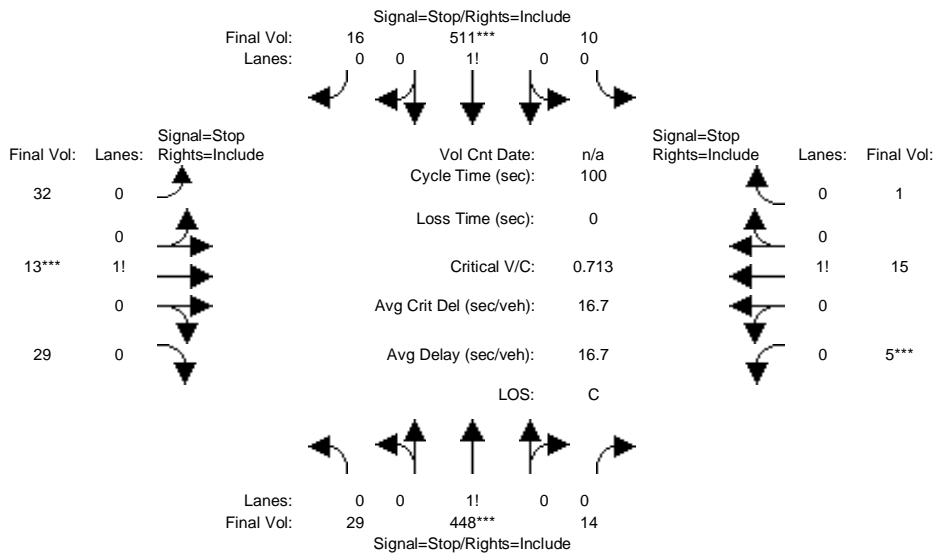 Signal=Stop/Rights=Include
Final Vol: 16 511*** 10
Lanes: 0 0 1! 0 0
Signal=Stop Signal=Stop
Final Vol: Lanes: Rights=Include Vol Cnt Date: n/a Rights=Include Lanes: Final Vol:
Cycle Time (sec): 100
32 0 0 1
Loss Time (sec): 0
0 0
13*** 1! Critical V/C: 0.713 1! 15
0 Avg Crit Del (sec/veh): 16.7 0
29 0 Avg Delay (sec/veh): 16.7 0 5***
LOS: C
Lanes: 0 0 1! 0 0
Final Vol: 29 448*** 14
Signal=Stop/Rights=Include